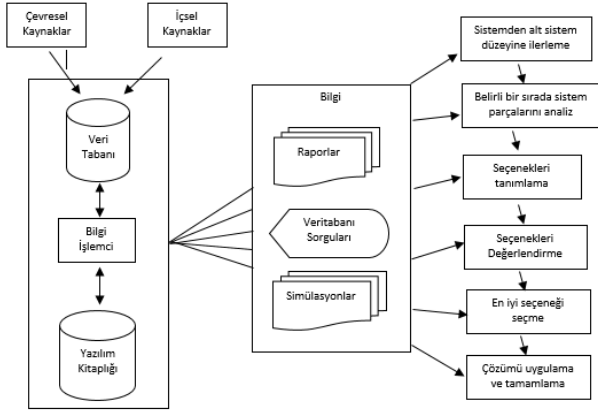 Çevresel
Kaynaklar
İçsel
Kaynaklar
Veri
Tabanı
Bilgi
İşlemci
Yazılım
Kitaplığı
Bilgi
Raporlar
Veritabanı
Sorguları
Simülasyonlar
Sistemden alt sistem
düzeyine ilerleme
Belirli bir sırada sistem
parçalarını analiz
Seçenekleri
tanımlama
Seçenekleri
Değerlendirme
En iyi seçeneği
seçme
Çözümü uygulama
ve tamamlama